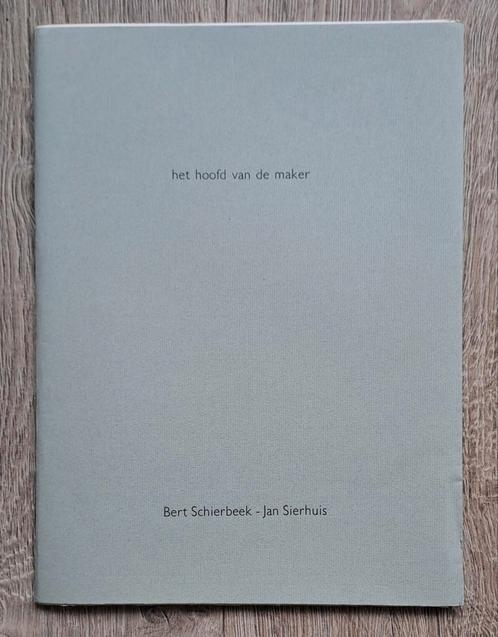 het hoofd van de maker
Bert Schierbeek - Jan Sierhuis